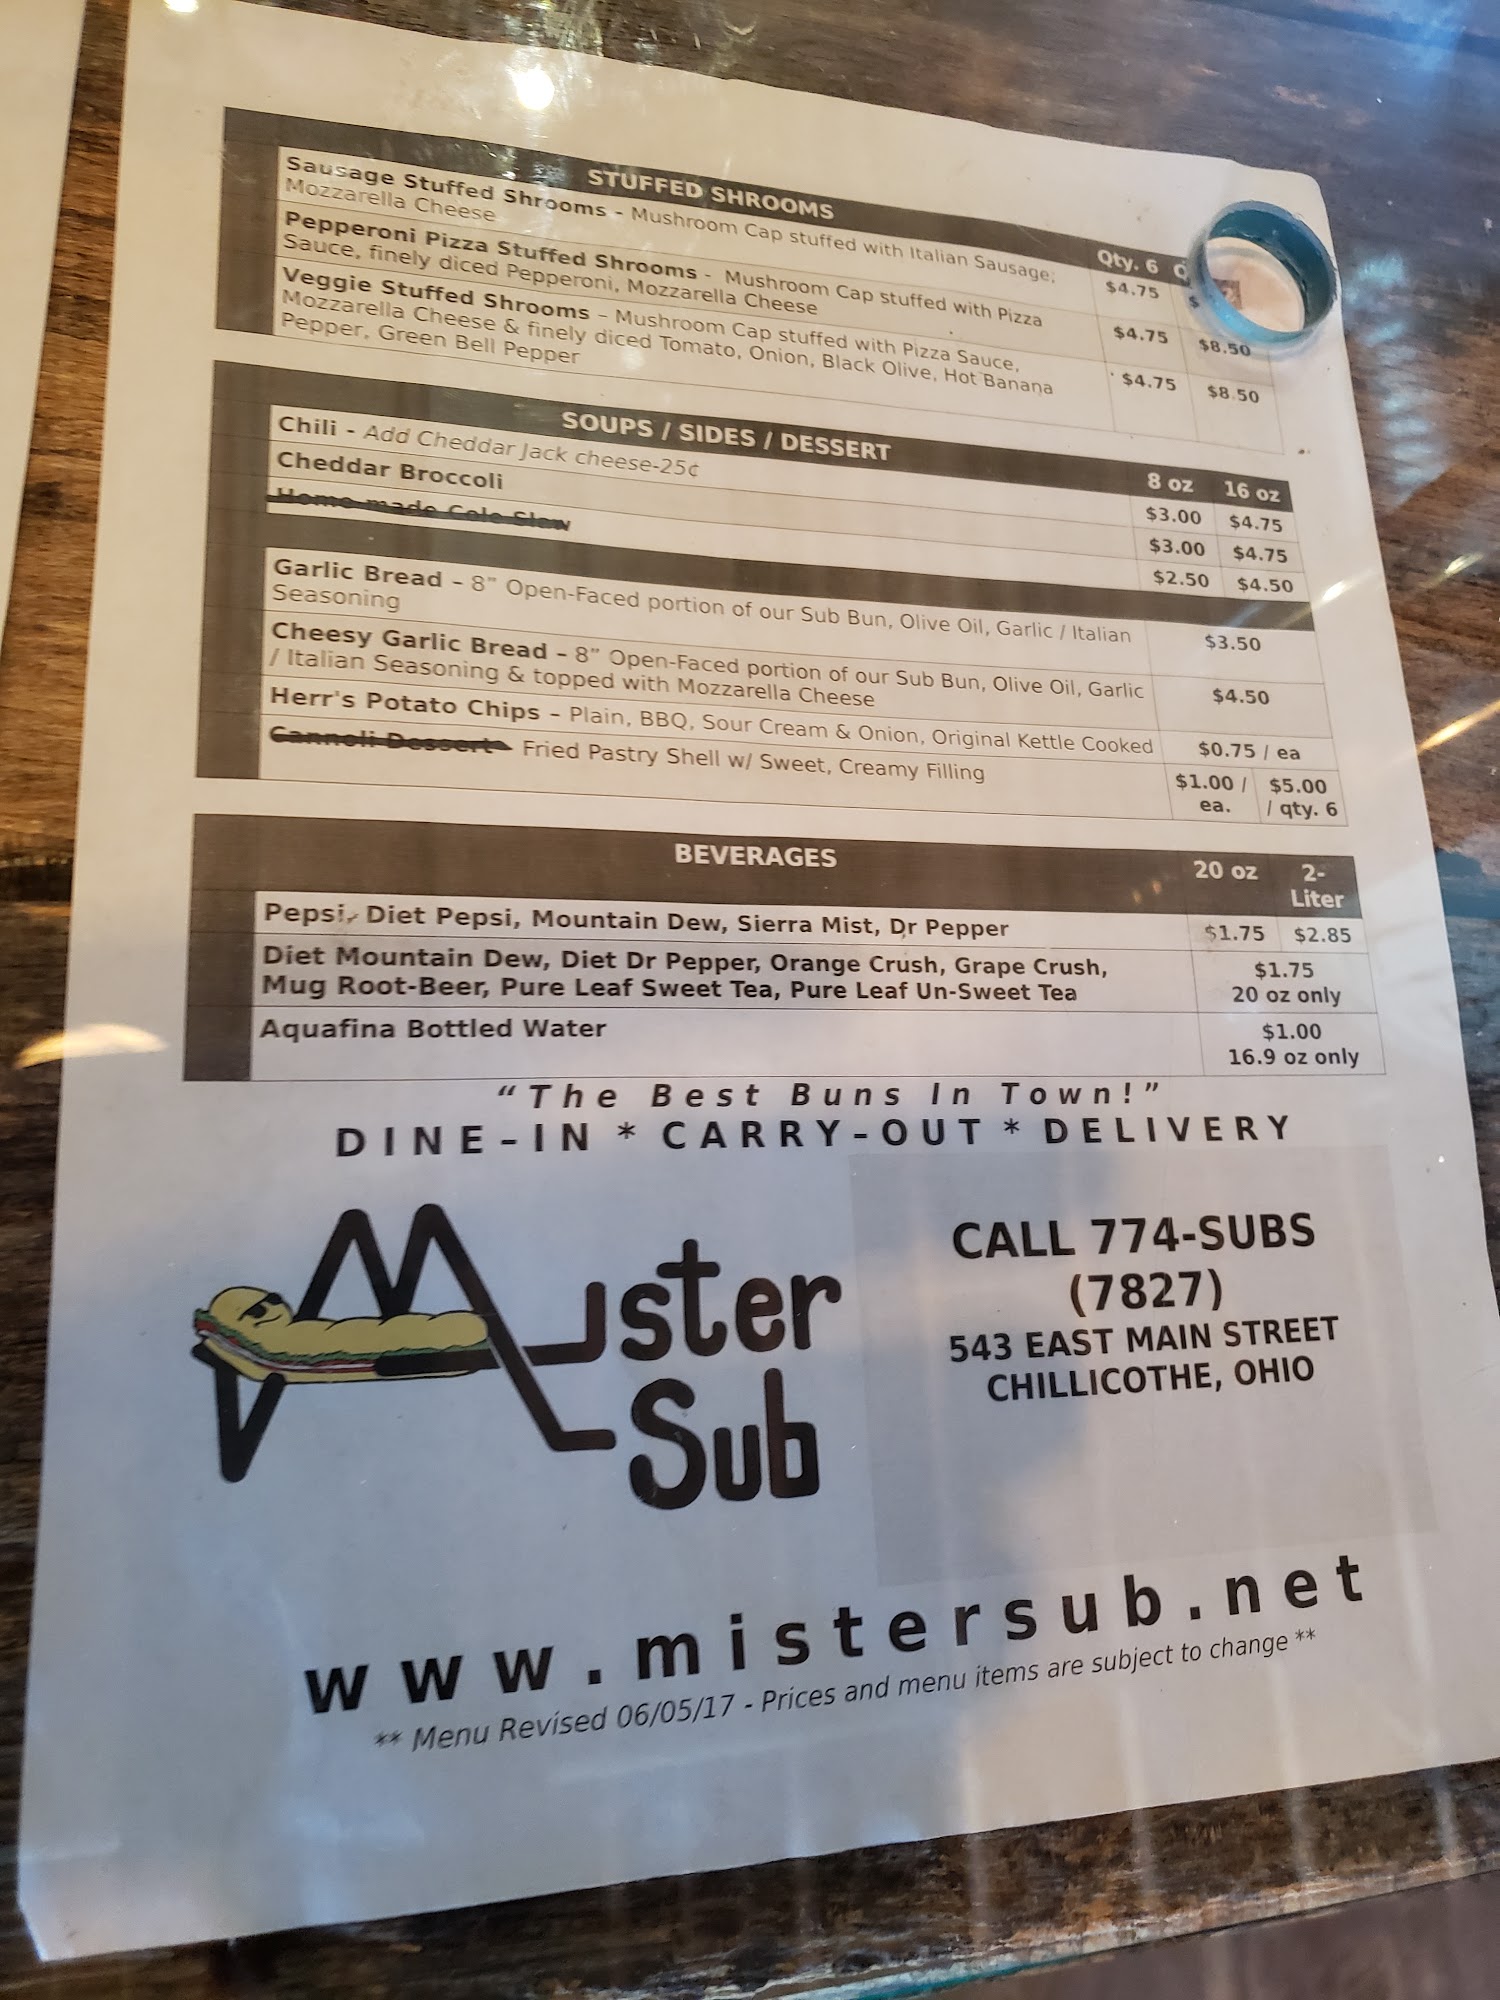 STUFFED SHROOMS
Qty. 6 Q
Sausage Stuffed Shrooms - Mushroom Cap stuffed with Italian Sausage,
Mozzarella Cheese
$4.75 $
Pepperoni Pizza Stuffed Shrooms - Mushroom Cap stuffed with Pizza
Sauce, finely diced Pepperoni, Mozzarella Cheese
$4.75 $8.50
Veggie Stuffed Shrooms – Mushroom Cap stuffed with Pizza Sauce,
Mozzarella Cheese & finely diced Tomato, Onion, Black Olive, Hot Banana
Pepper, Green Bell Pepper
$4.75 $8.50
SOUPS / SIDES / DESSERT
8 oz 16 oz
Chili - Add Cheddar Jack cheese-25¢
$3.00 $4.75
Cheddar Broccoli
$3.00 $4.75
Home-made Cole Slaw
$2.50 $4.50
Garlic Bread – 8" Open-Faced portion of our Sub Bun, Olive Oil, Garlic / Italian
Seasoning
$3.50
Cheesy Garlic Bread – 8" Open-Faced portion of our Sub Bun, Olive Oil, Garlic
/ Italian Seasoning & topped with Mozzarella Cheese
$4.50
Herr's Potato Chips – Plain, BBQ, Sour Cream & Onion, Original Kettle Cooked
$0.75 / ea
Cannoli Dessert - Fried Pastry Shell w/ Sweet, Creamy Filling
$1.00 / $5.00
ea. / qty. 6
BEVERAGES
20 oz 2-
Liter
Pepsi, Diet Pepsi, Mountain Dew, Sierra Mist, Dr Pepper
$1.75 $2.85
Diet Mountain Dew, Diet Dr Pepper, Orange Crush, Grape Crush,
Mug Root-Beer, Pure Leaf Sweet Tea, Pure Leaf Un-Sweet Tea
$1.75
20 oz only
Aquafina Bottled Water
$1.00
16.9 oz only
"The Best Buns In Town!"
DINE-IN * CARRY-OUT * DELIVERY
Mister
Sub
CALL 774-SUBS
(7827)
543 EAST MAIN STREET
CHILLICOTHE, OHIO
www.mistersub.net
** Menu Revised 06/05/17 - Prices and menu items are subject to change **